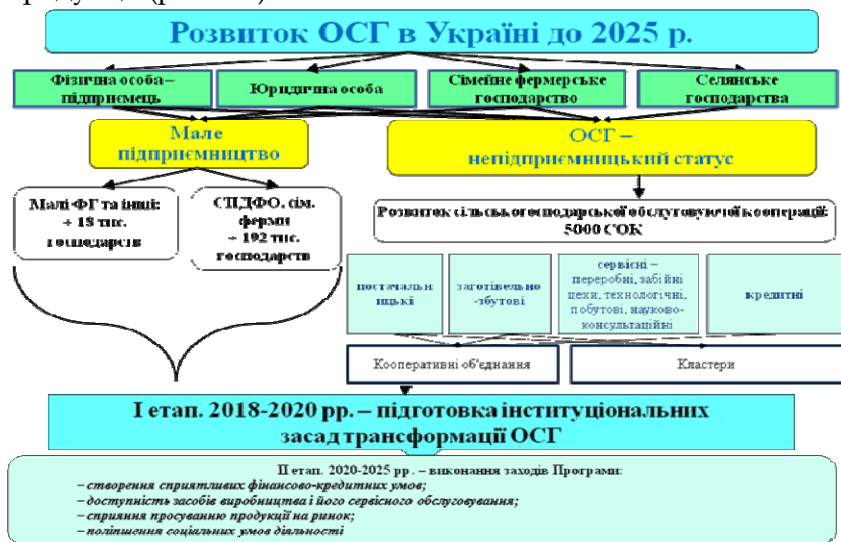 Розвиток ОСГ в Україні до 2025 р.
Фізична особа –
підприємець
Юридична особа
Сімейне фермерське
господарство
Селянське
господарства
Мале
підприємництво
ОСГ –
непідприємницький статус
Малі ФГ та інші:
+ 18 тис.
господарств
СПДФО, сім.
ферми
– 192 тис.
господарств
Розвиток сільськогосподарської обслуговуючої кооперації:
5000 СОК
постачальн
ицькі
заготівельно
-збутові
сервісні –
переробні, забійні
цехи, технологічні,
побутові, науково-
консультаційні
кредитні
Кооперативні об'єднання
Кластери
І етап. 2018-2020 рр. – підготовка інституціональних
засад трансформації ОСГ
ІІ етап. 2020-2025 рр. – виконання заходів Програми:
– створення сприятливих фінансово-кредитних умов;
– доступність засобів виробництва і його сервісного обслуговування;
– сприяння просуванню продукції на ринок;
– поліпшення соціальних умов діяльності